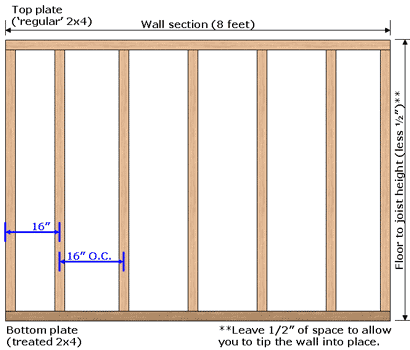 Top plate
(‘regular’ 2x4)
Wall section (8 feet)
Floor to joist height (less ½”)**
16”
16” O.C.
Bottom plate
(treated 2x4)
**Leave 1/2” of space to allow
you to tip the wall into place.